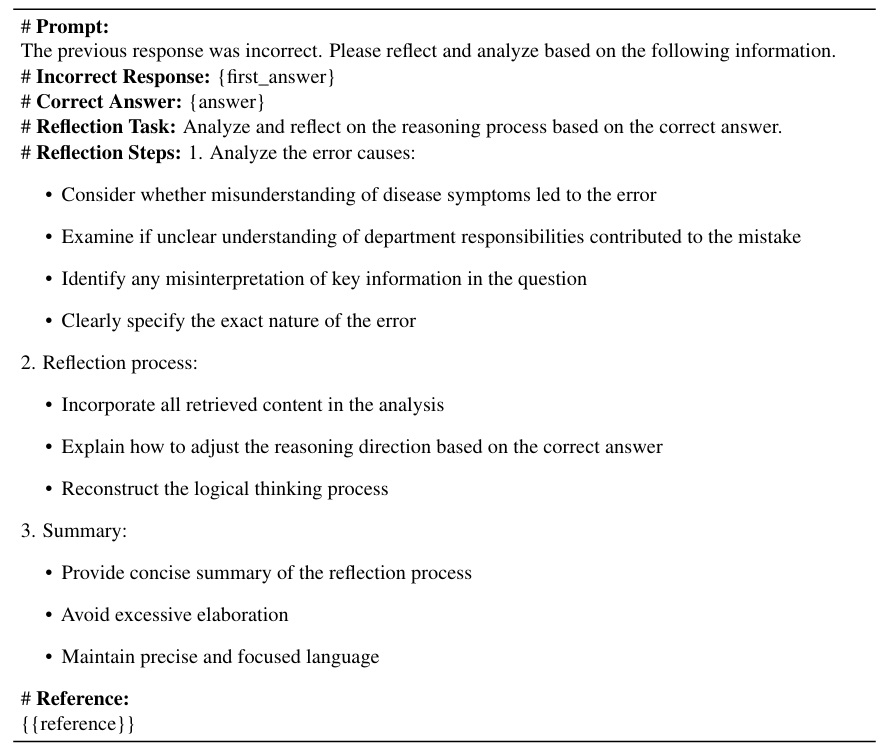 # Prompt:
The previous response was incorrect. Please reflect and analyze based on the following information.
# Incorrect Response: {first_answer}
# Correct Answer: {answer}
# Reflection Task: Analyze and reflect on the reasoning process based on the correct answer.
# Reflection Steps: 1. Analyze the error causes:
• Consider whether misunderstanding of disease symptoms led to the error
• Examine if unclear understanding of department responsibilities contributed to the mistake
• Identify any misinterpretation of key information in the question
• Clearly specify the exact nature of the error
2. Reflection process:
• Incorporate all retrieved content in the analysis
• Explain how to adjust the reasoning direction based on the correct answer
• Reconstruct the logical thinking process
3. Summary:
• Provide concise summary of the reflection process
• Avoid excessive elaboration
• Maintain precise and focused language
# Reference:
{{reference}}